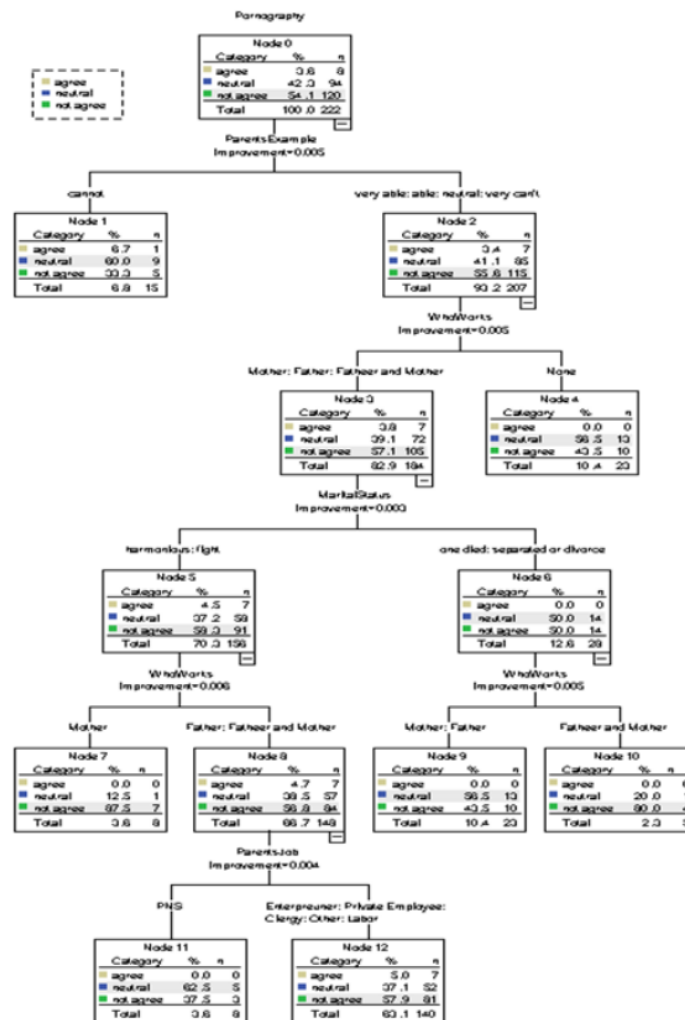 Pornography
agree
neutral
not agree
Node 0
Category % n
agree 3.6 8
neutral 42.3 94
not agree 54.1 120
Total 100.0 222
ParentsExample
Improvement=0.005
cannot
very able; able; neutral; very can't
Node 1
Category % n
agree 6.7 1
neutral 60.0 9
not agree 33.3 5
Total 6.8 15
Node 2
Category % n
agree 3.4 7
neutral 41.1 85
not agree 55.6 115
Total 93.2 207
WhoWorks
Improvement=0.005
Mother; Father; Fatheer and Mother
None
Node 3
Category % n
agree 3.8 7
neutral 39.1 72
not agree 57.1 105
Total 82.9 184
Node 4
Category % n
agree 0.0 0
neutral 56.5 13
not agree 43.5 10
Total 10.4 23
MaritalStatus
Improvement=0.003
harmonious; fight
one died; separated or divorce
Node 5
Category % n
agree 4.5 7
neutral 37.2 58
not agree 58.3 91
Total 70.3 156
Node 6
Category % n
agree 0.0 0
neutral 50.0 14
not agree 50.0 14
Total 12.6 28
WhoWorks
Improvement=0.006
WhoWorks
Improvement=0.005
Mother
Father; Fatheer and Mother
Mother; Father
Fatheer and Mother
Node 7
Category % n
agree 0.0 0
neutral 12.5 1
not agree 87.5 7
Total 3.6 8
Node 8
Category % n
agree 4.7 7
neutral 38.5 57
not agree 56.8 84
Total 66.7 148
Node 9
Category % n
agree 0.0 0
neutral 56.5 13
not agree 43.5 10
Total 10.4 23
Node 10
Category % n
agree 0.0
neutral 20.0
not agree 80.0
Total 2.3
ParentsJob
Improvement=0.004
PNS
Enterpreuner; Private Employee;
Clergy; Other; Labor
Node 11
Category % n
agree 0.0 0
neutral 62.5 5
not agree 37.5 3
Total 3.6 8
Node 12
Category % n
agree 5.0 7
neutral 37.1 52
not agree 57.9 81
Total 63.1 140